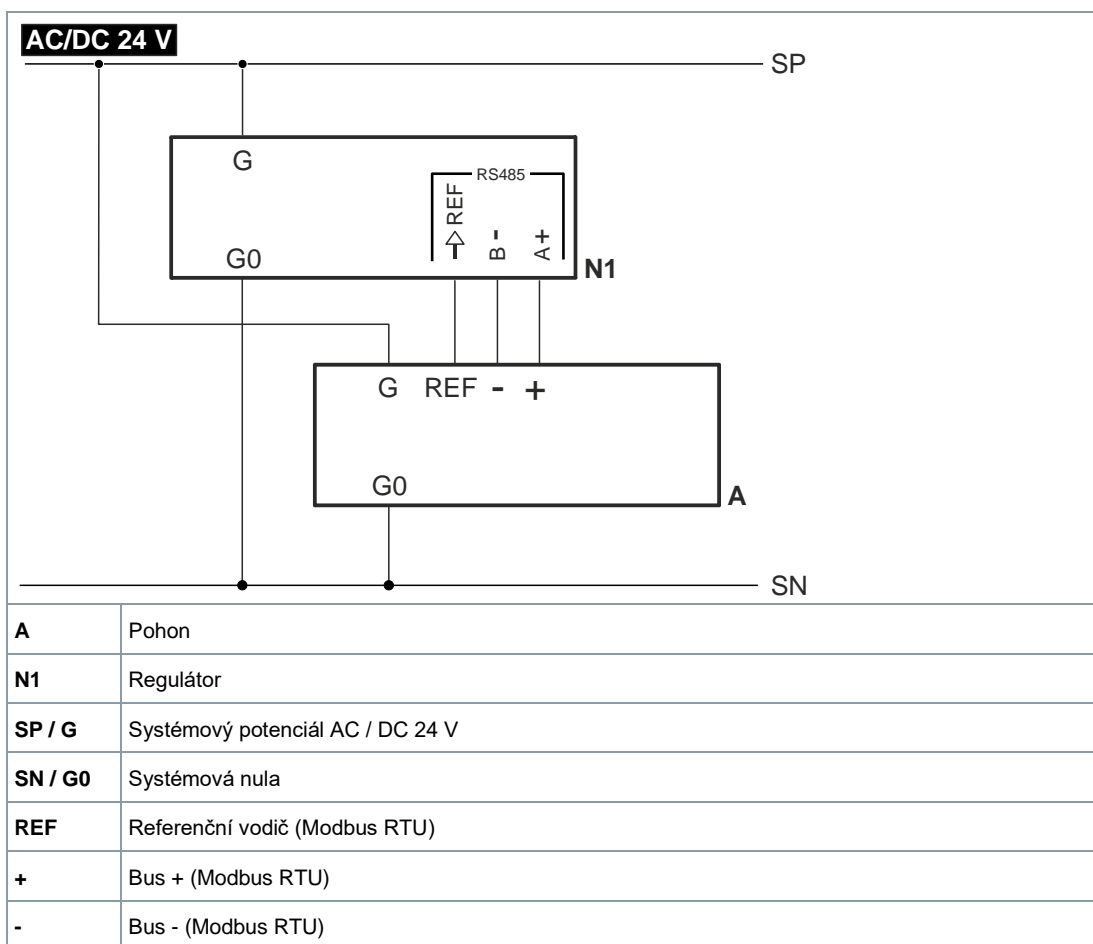 AC/DC 24 V
SP
G
RS485
REF
B -
A +
G0
N1
G REF - +
G0
A
SN
A Pohon
N1 Regulátor
SP / G Systémový potenciál AC / DC 24 V
SN / G0 Systémová nula
REF Referenční vodič (Modbus RTU)
+ Bus + (Modbus RTU)
- Bus - (Modbus RTU)